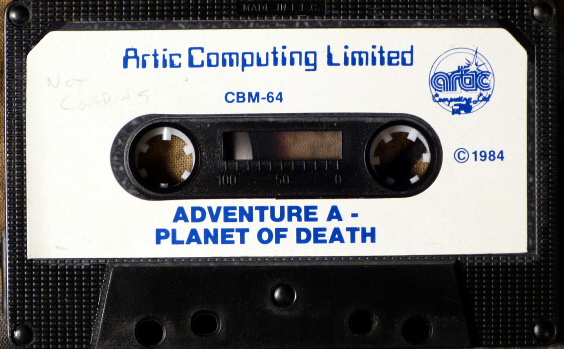 MADE IN E.E.C.
Artic Computing Limited
NOT
LOADING
artic
Computing Ltd
CBM-64
©1984
100 50 0
ADVENTURE A -
PLANET OF DEATH